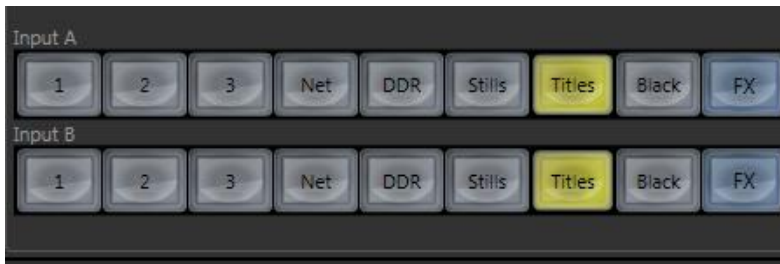 Input A
1 2 3 Net DDR Stills Titles Black FX
Input B
1 2 3 Net DDR Stills Titles Black FX